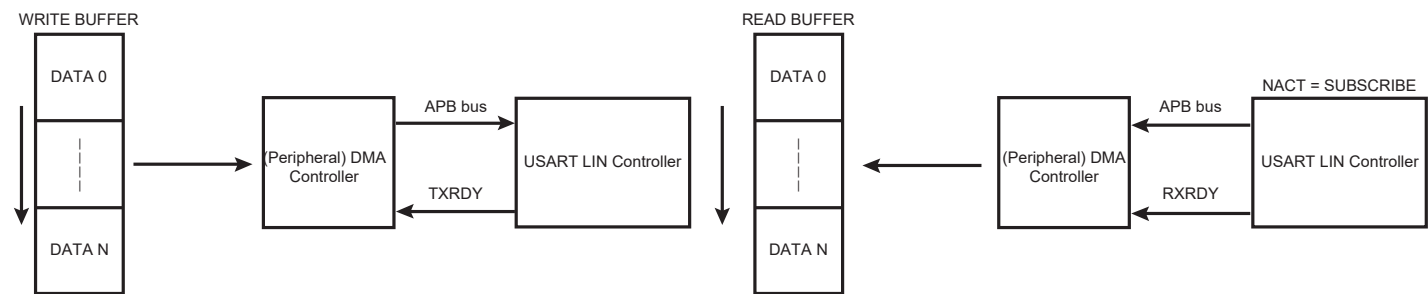 WRITE BUFFER
DATA 0
DATA N
(Peripheral) DMA
Controller
APB bus
TXRDY
USART LIN Controller
READ BUFFER
DATA 0
DATA N
(Peripheral) DMA
Controller
APB bus
RXRDY
NACT = SUBSCRIBE
USART LIN Controller